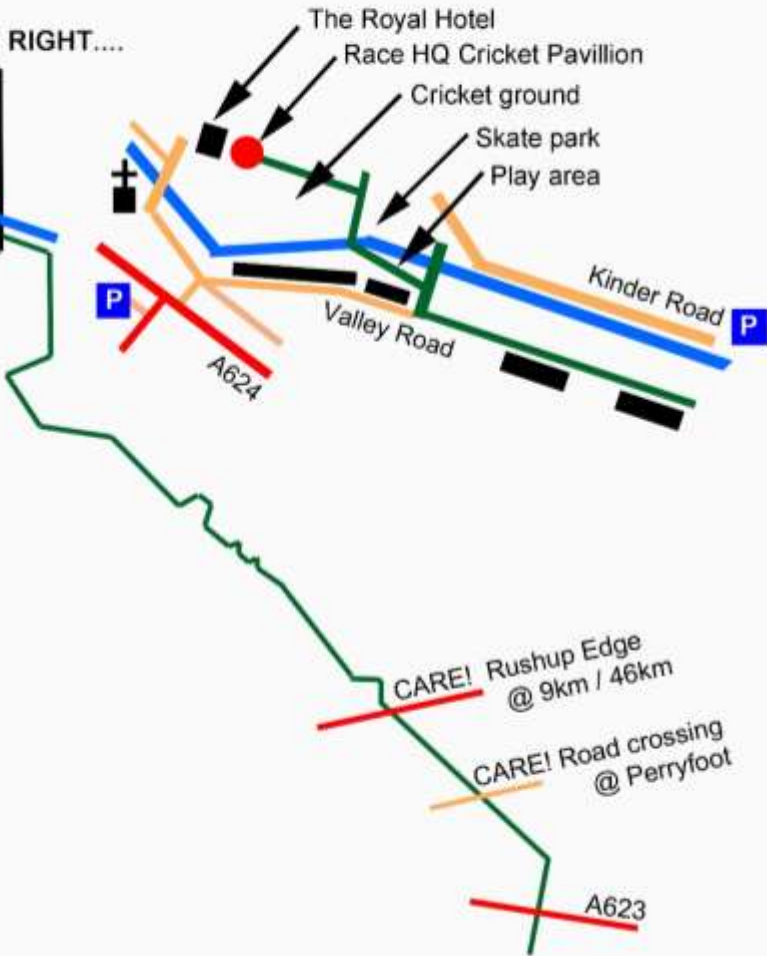 RIGHT....
The Royal Hotel
Race HQ Cricket Pavillion
Cricket ground
Skate park
Play area
Kinder Road
P
P
Valley Road
A624
CARE! Rushup Edge
@ 9km / 46km
CARE! Road crossing
@ Perryfoot
A623